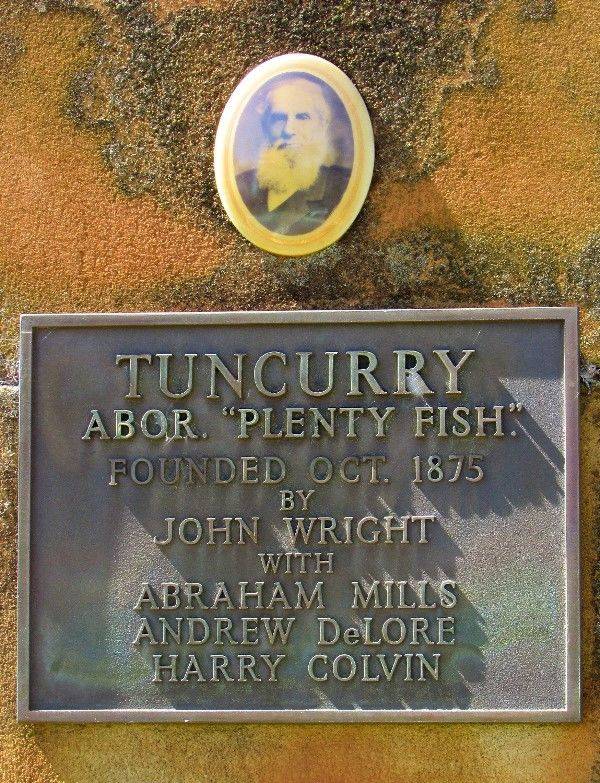 TUNCURRY
ABOR. "PLENTY FISH."
FOUNDED OCT. 1875
BY
JOHN WRIGHT
WITH
ABRAHAM MILLS
ANDREW DeLORE
HARRY COLVIN